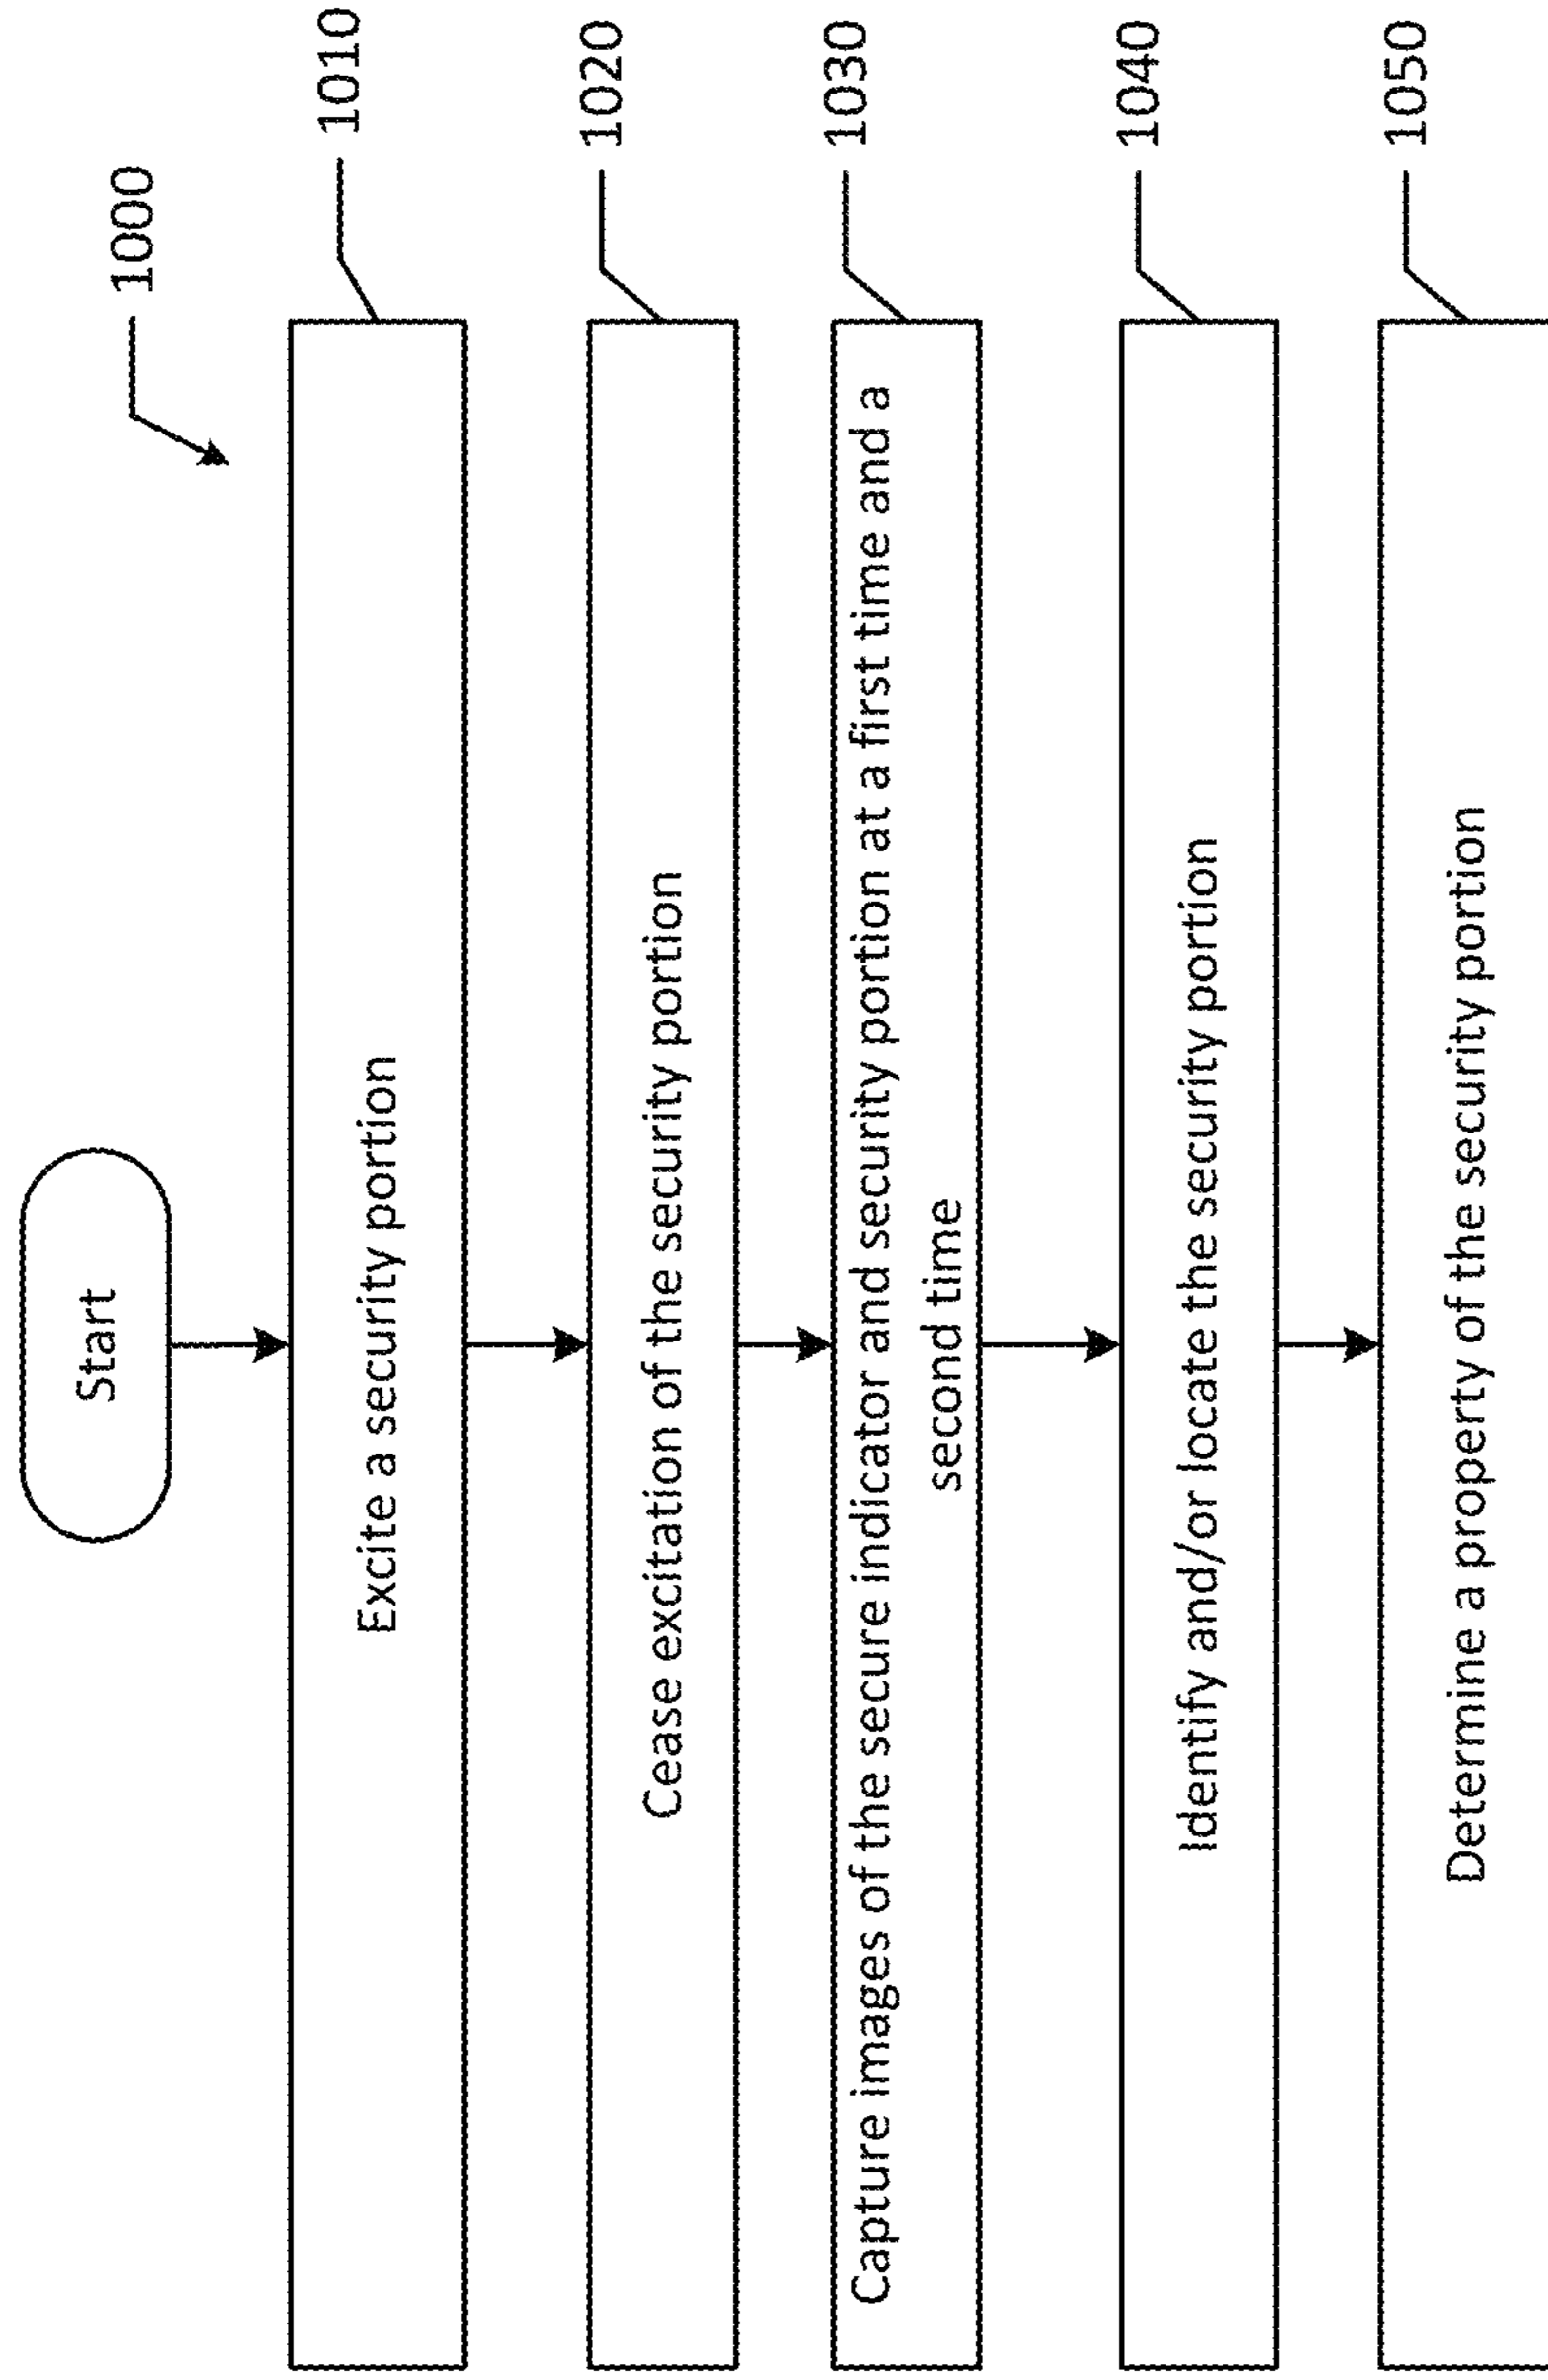 1000
Start
Excite a security portion
1010
Cease excitation of the security portion
1020
Capture images of the secure indicator and security portion at a first time and a
second time
1030
Identify and/or locate the security portion
1040
Determine a property of the security portion
1050